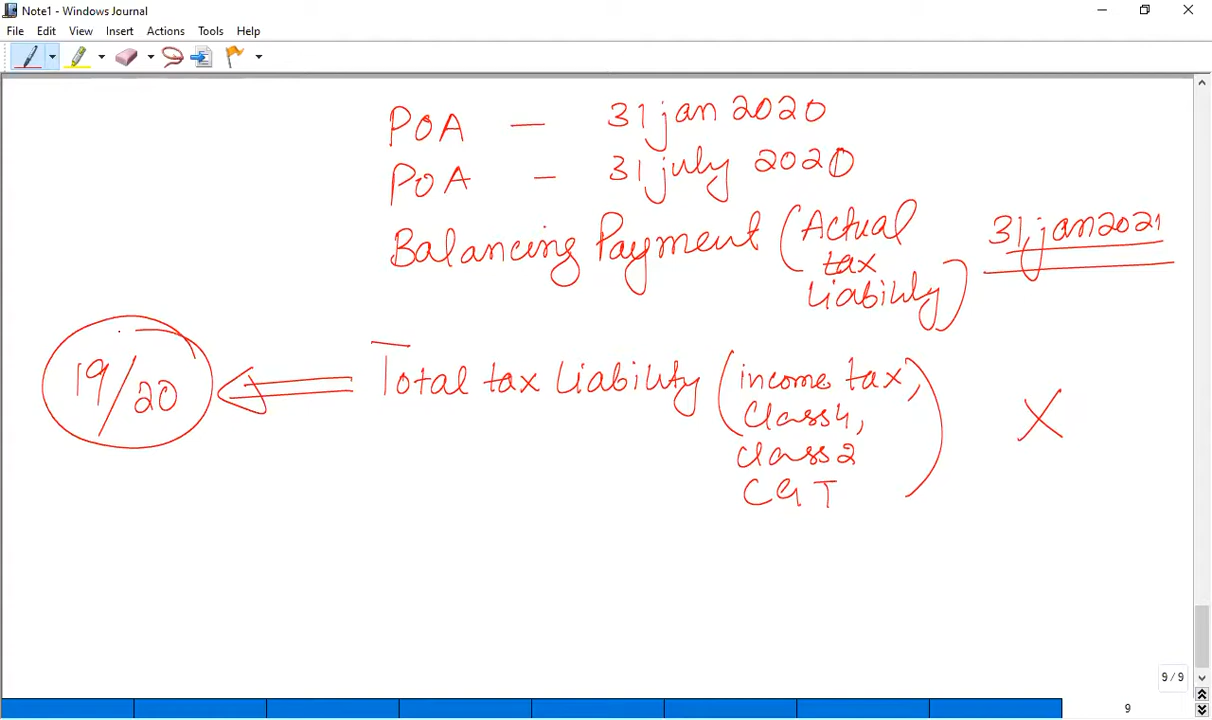 Note1 - Windows Journal
File Edit View Insert Actions Tools Help
POA — 31 jan 2020
POA - 31 july 2020
Balancing Payment (Actual tax Liability) 31, jan 2021
19/20 Total tax Liability (income tax, X
Class 4,
Class 2
CGT)
9 / 9
9